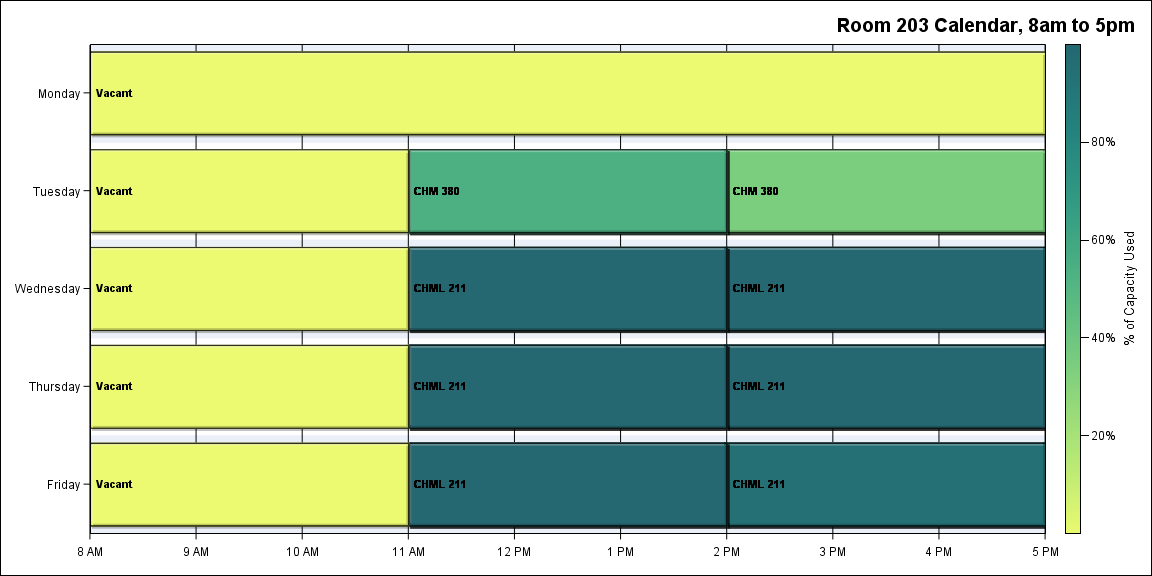 Room 203 Calendar, 8am to 5pm
Monday
Vacant
Tuesday
Vacant
CHM 380
CHM 380
Wednesday
Vacant
CHML 211
CHML 211
Thursday
Vacant
CHML 211
CHML 211
Friday
Vacant
CHML 211
CHML 211
8 AM
9 AM
10 AM
11 AM
12 PM
1 PM
2 PM
3 PM
4 PM
5 PM
80%
60%
40%
20%
% of Capacity Used